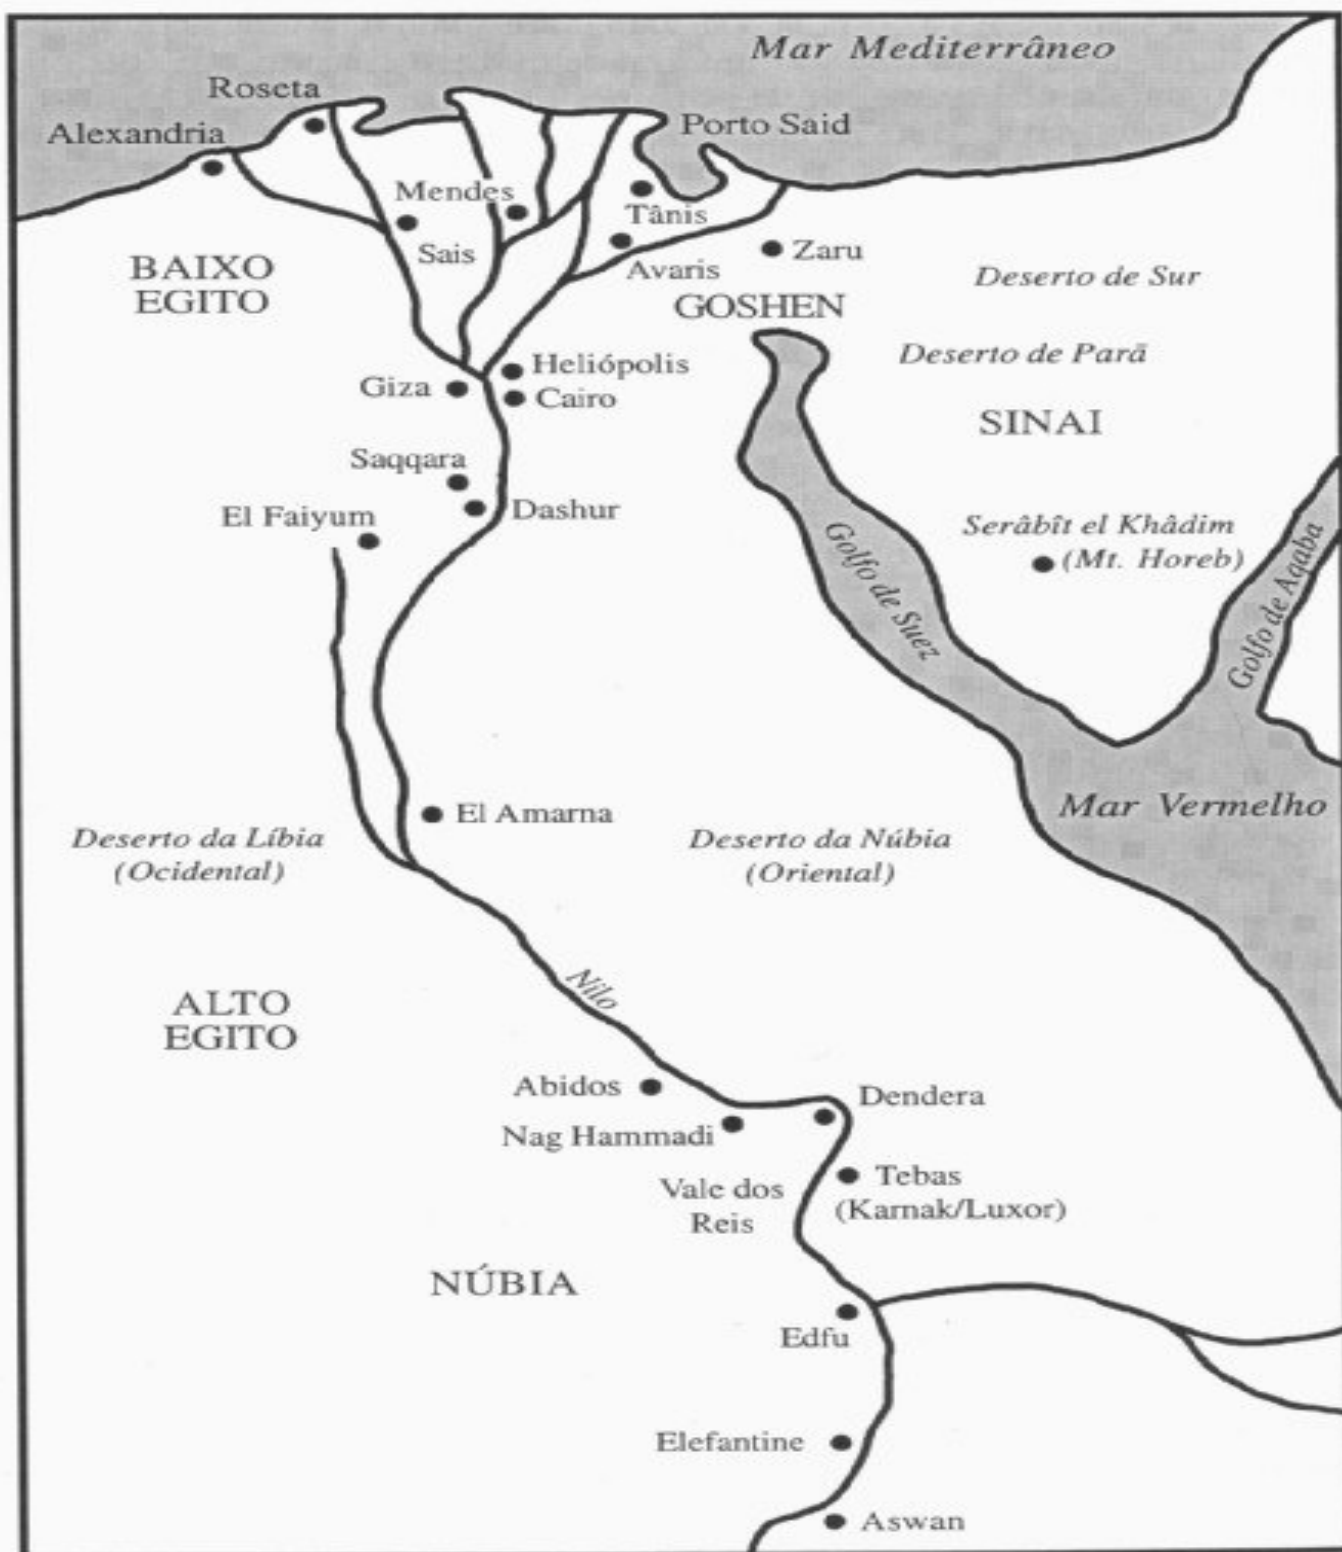 Mar Mediterrâneo
Roseta
Alexandria
Porto Said
Mendes
Tânis
Sais
Zaru
Avaris
BAIXO
EGITO
Deserto de Sur
GOSHEN
Deserto de Parã
Heliópolis
Giza
Cairo
SINAI
Saqqara
El Faiyum
Dashur
Serâbît el Khâdim
(Mt. Horeb)
Golfo de Suez
Golfo de Aqaba
Mar Vermelho
El Amarna
Deserto da Líbia
(Ocidental)
Deserto da Núbia
(Oriental)
Nilo
ALTO
EGITO
Abidos
Dendera
Nag Hammadi
Tebas
(Karnak/Luxor)
Vale dos
Reis
NÚBIA
Edfu
Elefantine
Aswan